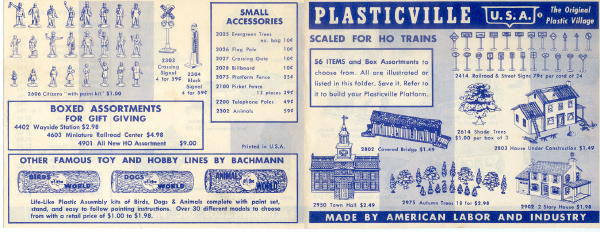 2606 Citizens "with paint kit" $1.00
2303
Crossing
Signal
4 for 39¢
2304
Block
Signal
4 for 59¢
SMALL
ACCESSORIES
2025 Evergreen Trees
ea. bag 10¢
2026 Flag Pole 10¢
2027 Crossing Gate 10¢
2028 Billboard 10¢
2075 Platform Fence 25¢
2180 Picket Fence
12 pieces 29¢
2200 Telephone Poles 49¢
2302 Animals 59¢
BOXED ASSORTMENTS
FOR GIFT GIVING
4402 Wayside Station $2.98
4603 Miniature Railroad Center $4.98
4901 All New HO Assortment $9.00
Printed in U.S.A.
OTHER FAMOUS TOY AND HOBBY LINES BY BACHMANN
BIRDS of the WORLD
DOGS of the WORLD
ANIMALS of the WORLD
Life-Like Plastic Assembly kits of Birds, Dogs & Animals complete with paint set,
stand, and easy to follow pointing instructions. Over 30 different models to choose
from with a retail price of $1.00 to $1.98.
PLASTICVILLE U.S.A. ®
The Original
Plastic Village
SCALED FOR HO TRAINS
56 ITEMS and Box Assortments to
choose from. All are illustrated or
listed in this folder. Save it. Refer to
it to build your Plasticville Platform.
2414 Railroad & Street Signs 79¢ per card of 24
2614 Shade Trees
$1.00 per box of 3
2803 House Under Construction $1.49
2802 Covered Bridge $1.49
2950 Town Hall $2.49
2975 Autumn Trees 18 for $2.98
2902 2 Story House $1.98
MADE BY AMERICAN LABOR AND INDUSTRY